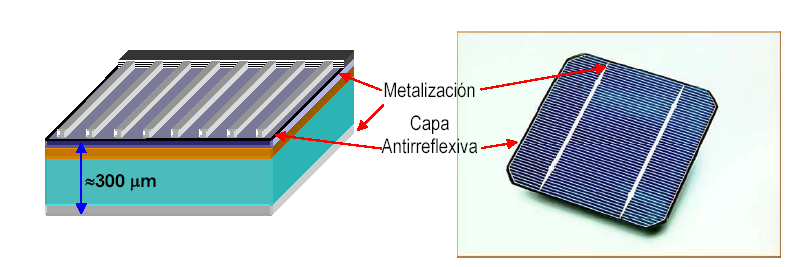 Metalización
Capa
Antirreflexiva
≈300 μm